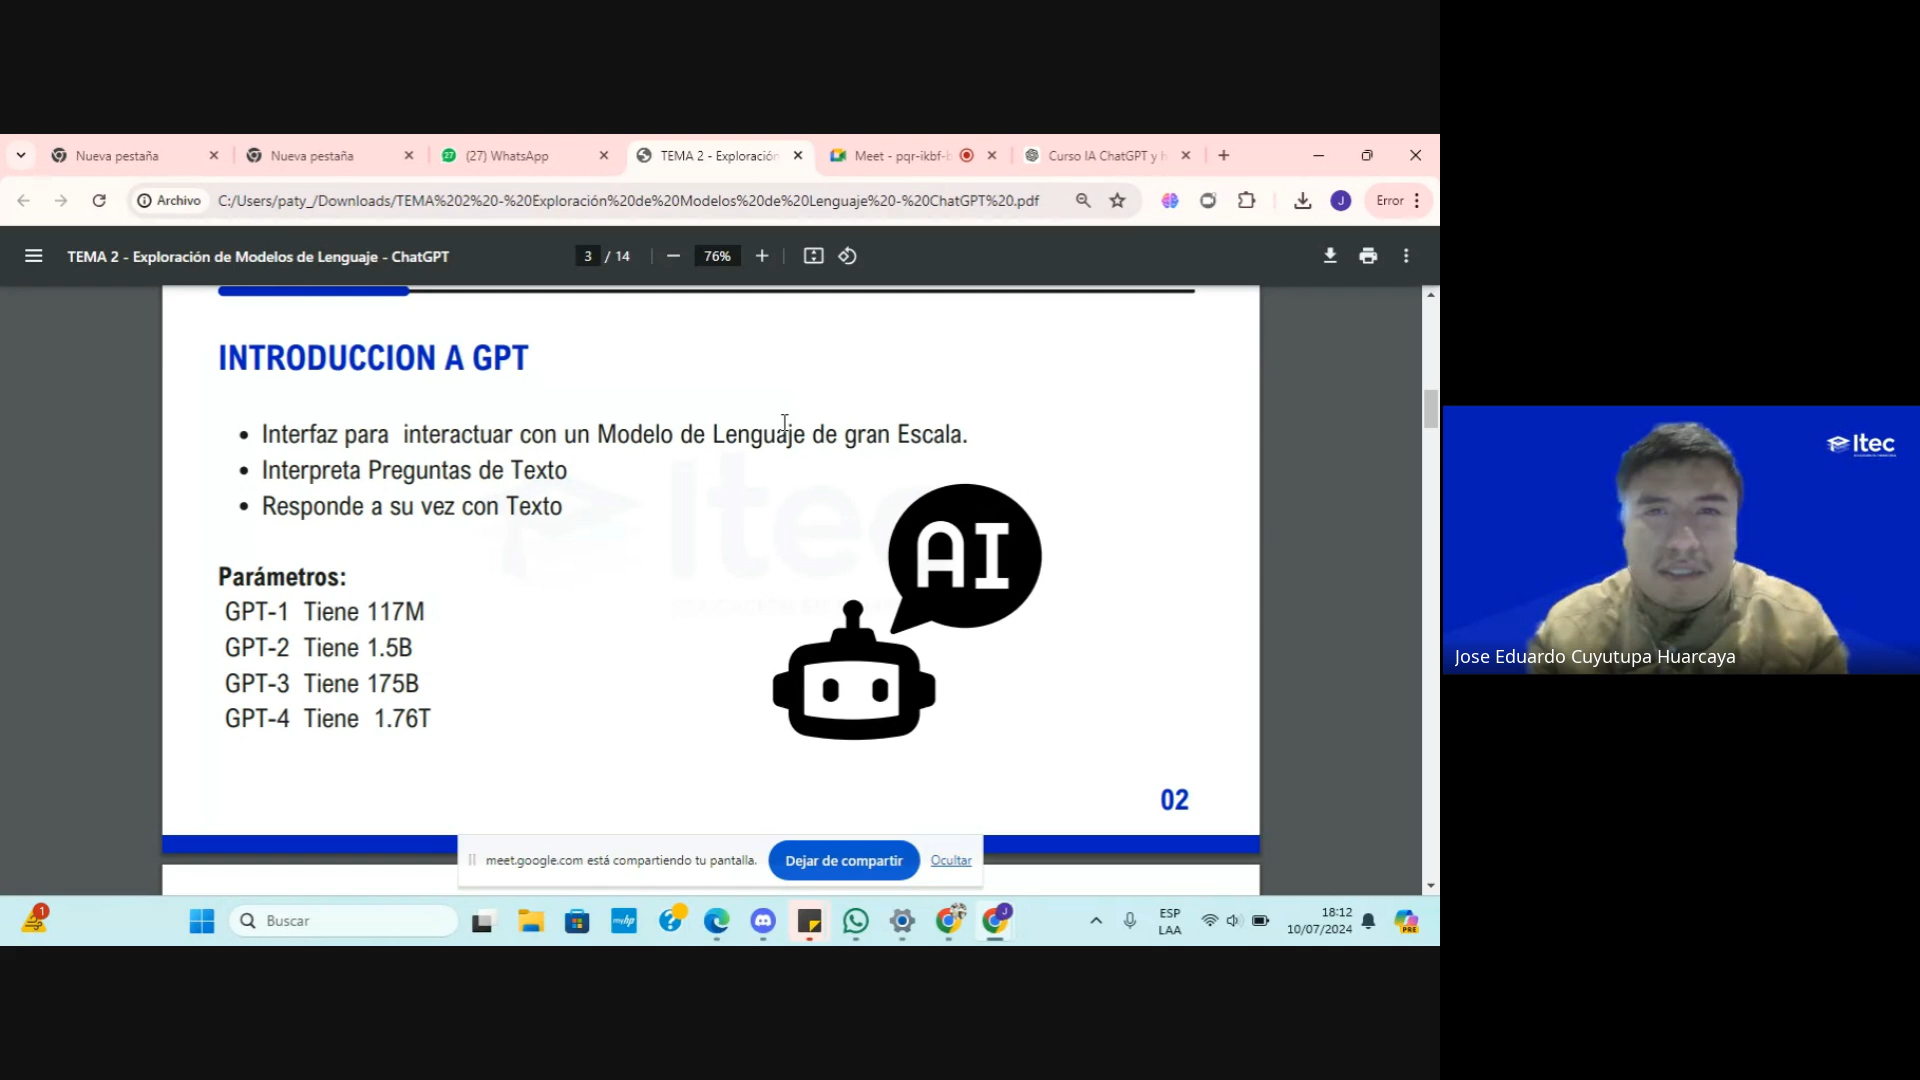 Nueva pestaña
Nueva pestaña
(27) WhatsApp
TEMA 2 - Exploración
Meet - pqr-ikbf-
Curso IA ChatGPT y h
Archivo
C:/Users/paty_/Downloads/TEMA%202%20-%20Exploración%20de%20Modelos%20de%20Lenguaje%20-%20ChatGPT%20.pdf
J
Error
TEMA 2 - Exploración de Modelos de Lenguaje - ChatGPT
3 / 14
76%
INTRODUCCION A GPT
• Interfaz para interactuar con un Modelo de Lenguaje de gran Escala.
• Interpreta Preguntas de Texto
• Responde a su vez con Texto
Itec
AI
Parámetros:
GPT-1 Tiene 117M
GPT-2 Tiene 1.5B
GPT-3 Tiene 175B
GPT-4 Tiene 1.76T
02
meet.google.com está compartiendo tu pantalla.
Dejar de compartir
Ocultar
1
Buscar
myhp
J
ESP
LAA
18:12
10/07/2024
PRE
Itec
Jose Eduardo Cuyutupa Huarcaya